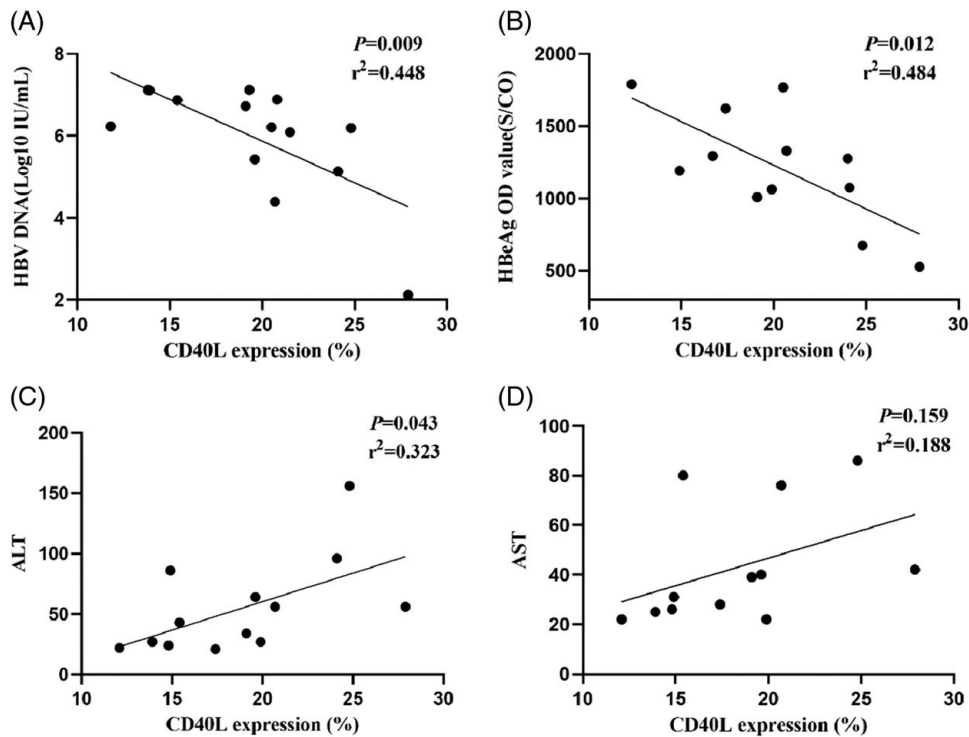 (A)
P=0.009
r²=0.448
8
6
4
2
HBV DNA(Log10 IU/mL)
10 15 20 25 30
CD40L expression (%)
(B)
P=0.012
r²=0.484
2000
1500
1000
500
HBeAg OD value(S/CO)
10 15 20 25 30
CD40L expression (%)
(C)
P=0.043
r²=0.323
200
150
100
50
0
ALT
10 15 20 25 30
CD40L expression (%)
(D)
P=0.159
r²=0.188
100
80
60
40
20
0
AST
10 15 20 25 30
CD40L expression (%)